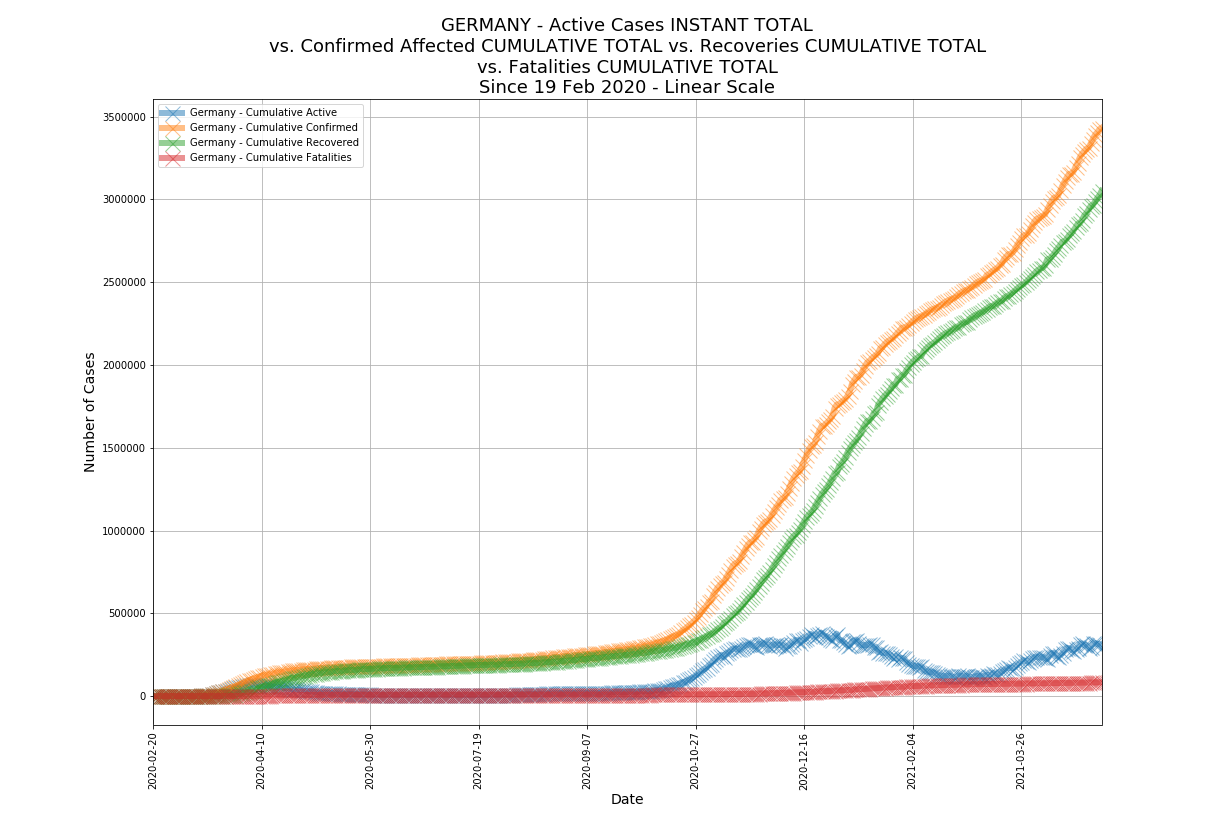 GERMANY - Active Cases INSTANT TOTAL
vs. Confirmed Affected CUMULATIVE TOTAL vs. Recoveries CUMULATIVE TOTAL
vs. Fatalities CUMULATIVE TOTAL
Since 19 Feb 2020 - Linear Scale
Germany - Cumulative Active
Germany - Cumulative Confirmed
Germany - Cumulative Recovered
Germany - Cumulative Fatalities
Number of Cases
3500000
3000000
2500000
2000000
1500000
1000000
500000
0
2020-02-20
2020-04-10
2020-05-30
2020-07-19
2020-09-07
2020-10-27
2020-12-16
2021-02-04
2021-03-26
Date